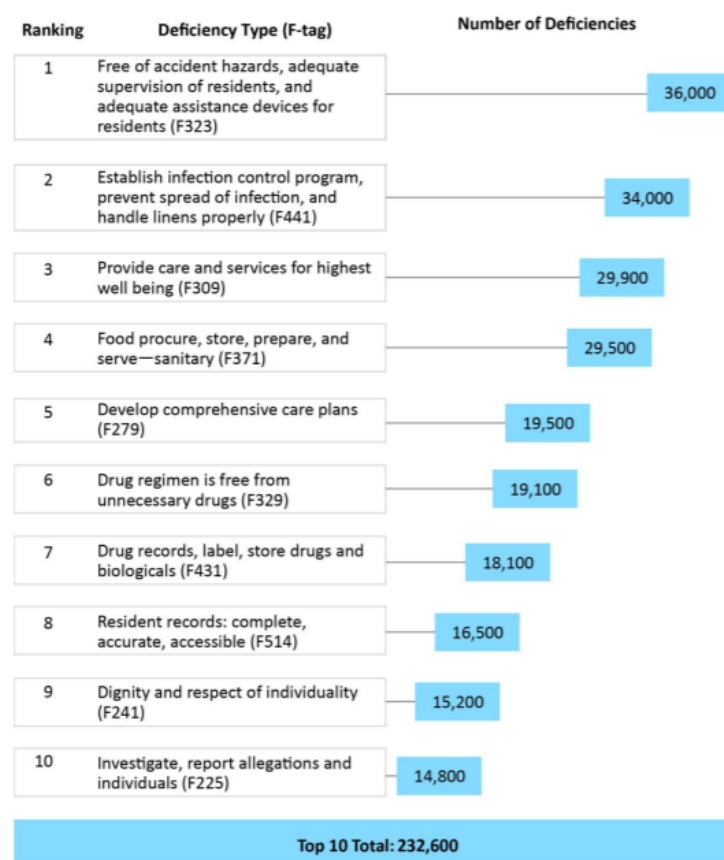 Ranking Deficiency Type (F-tag) Number of Deficiencies
1 Free of accident hazards, adequate
supervision of residents, and
adequate assistance devices for
residents (F323)
36,000
2 Establish infection control program,
prevent spread of infection, and
handle linens properly (F441)
34,000
3 Provide care and services for highest
well being (F309)
29,900
4 Food procure, store, prepare, and
serve—sanitary (F371)
29,500
5 Develop comprehensive care plans
(F279)
19,500
6 Drug regimen is free from
unnecessary drugs (F329)
19,100
7 Drug records, label, store drugs and
biologicals (F431)
18,100
8 Resident records: complete,
accurate, accessible (F514)
16,500
9 Dignity and respect of individuality
(F241)
15,200
10 Investigate, report allegations and
individuals (F225)
14,800
Top 10 Total: 232,600